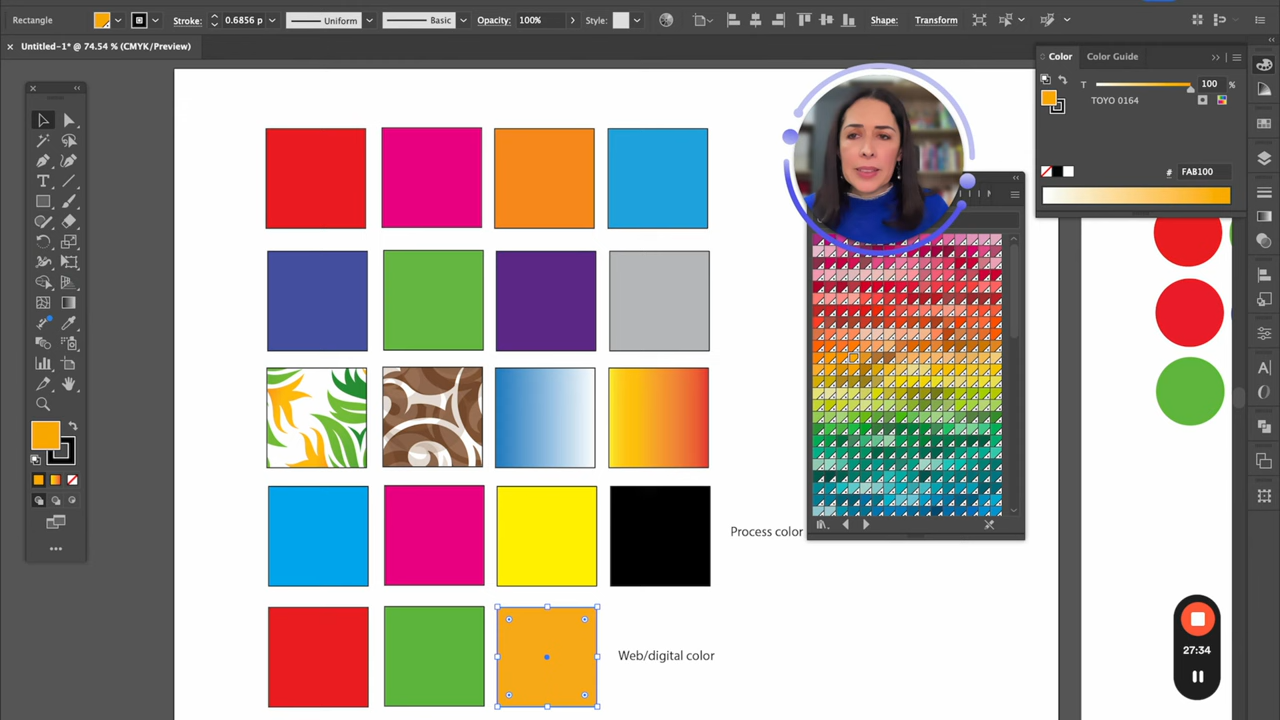 Rectangle Stroke: 0.6856 p Uniform Basic Opacity: 100% Style: Shape: Transform
Untitled-1* @ 74.54 % (CMYK/Preview)
Color Color Guide
T 100 %
TOYO 0164
# FAB100
Process color
Web/digital color
27:34